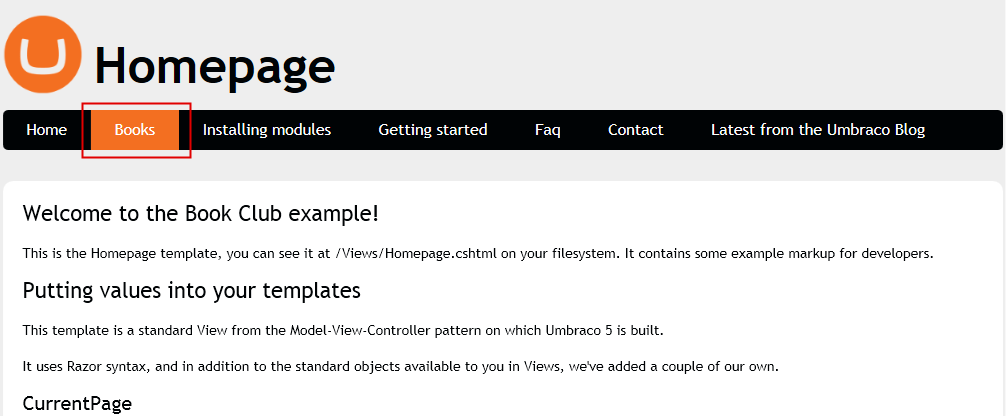 Homepage
Home Books Installing modules Getting started Faq Contact Latest from the Umbraco Blog
Welcome to the Book Club example!
This is the Homepage template, you can see it at /Views/Homepage.cshtml on your filesystem. It contains some example markup for developers.
Putting values into your templates
This template is a standard View from the Model-View-Controller pattern on which Umbraco 5 is built.
It uses Razor syntax, and in addition to the standard objects available to you in Views, we've added a couple of our own.
CurrentPage